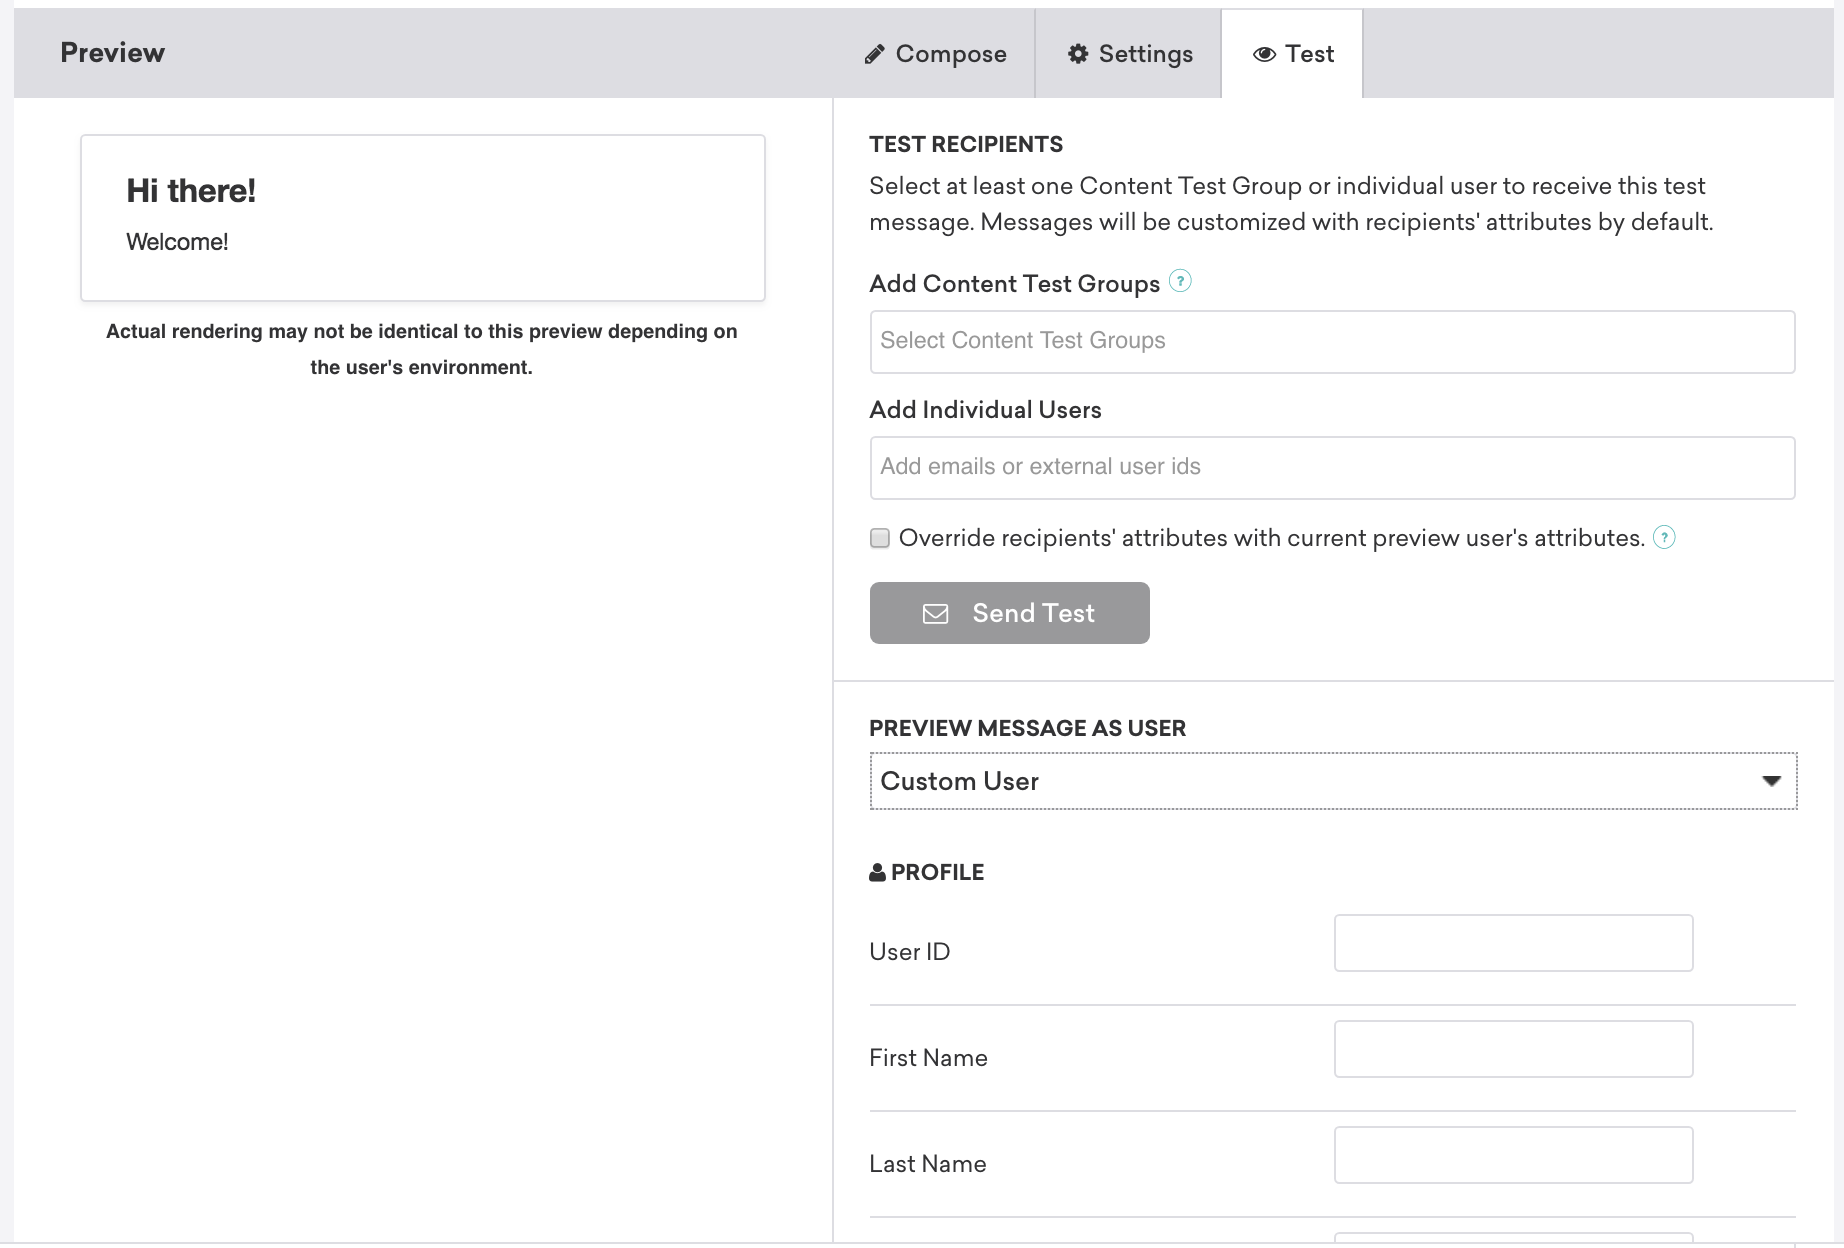 Preview
Compose
Settings
Test
Hi there!
Welcome!
Actual rendering may not be identical to this preview depending on
the user's environment.
TEST RECIPIENTS
Select at least one Content Test Group or individual user to receive this test
message. Messages will be customized with recipients' attributes by default.
Add Content Test Groups ?
Select Content Test Groups
Add Individual Users
Add emails or external user ids
Override recipients' attributes with current preview user's attributes. ?
Send Test
PREVIEW MESSAGE AS USER
Custom User
PROFILE
User ID
First Name
Last Name